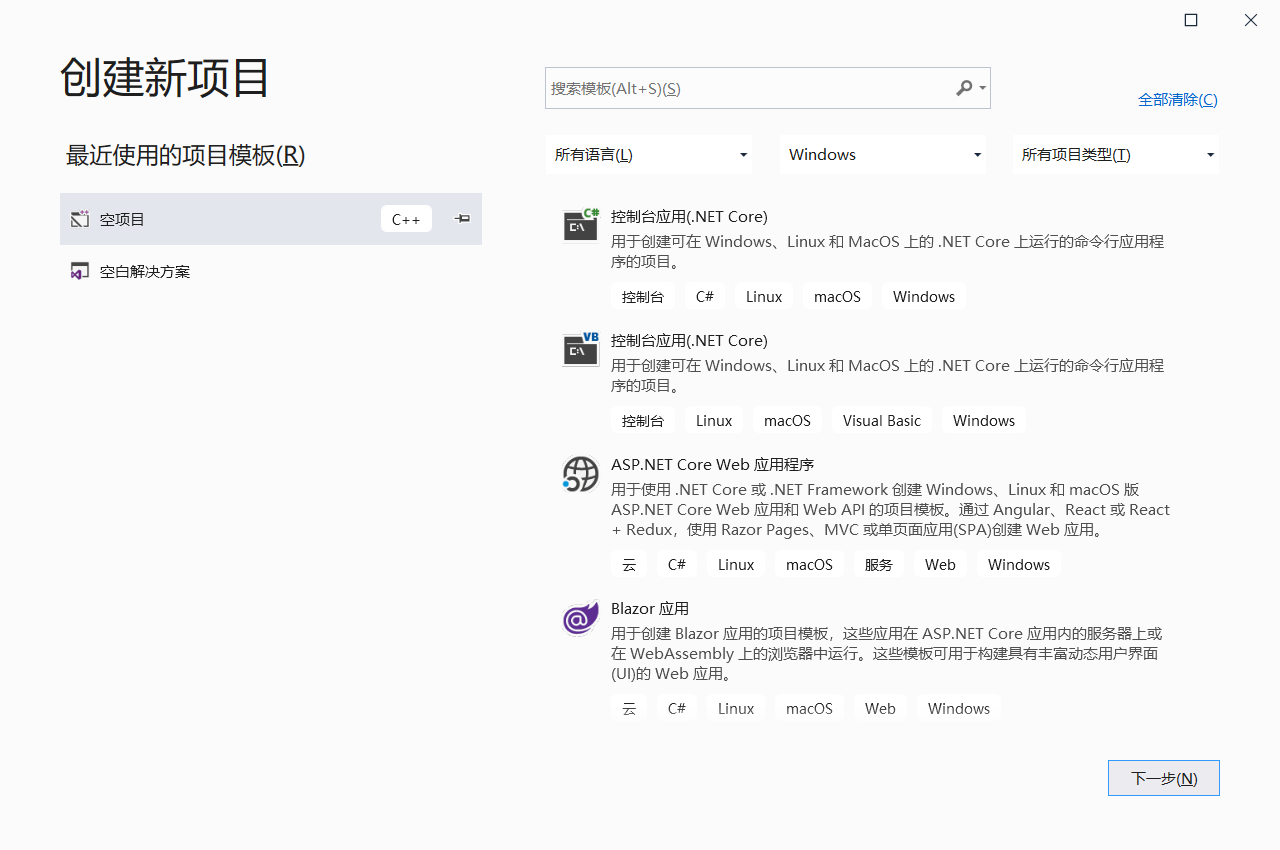 创建新项目
最近使用的项目模板(R)
空项目
C++
空白解决方案
搜索模板(Alt+S)(S)
全部清除(C)
所有语言(L)
Windows
所有项目类型(T)
C#
C:\
控制台应用(.NET Core)
用于创建可在 Windows、Linux 和 MacOS 上的 .NET Core 上运行的命令行应用程
序的项目。
控制台 C# Linux macOS Windows
VB
C:\
控制台应用(.NET Core)
用于创建可在 Windows、Linux 和 MacOS 上的 .NET Core 上运行的命令行应用程
序的项目。
控制台 Linux macOS Visual Basic Windows
ASP.NET Core Web 应用程序
用于使用 .NET Core 或 .NET Framework 创建 Windows、Linux 和 macOS 版
ASP.NET Core Web 应用和 Web API 的项目模板。通过 Angular、React 或 React
+ Redux，使用 Razor Pages、MVC 或单页面应用(SPA)创建 Web 应用。
云 C# Linux macOS 服务 Web Windows
Blazor 应用
用于创建 Blazor 应用的项目模板，这些应用在 ASP.NET Core 应用内的服务器上或
在 WebAssembly 上的浏览器中运行。这些模板可用于构建具有丰富动态用户界面
(UI)的 Web 应用。
云 C# Linux macOS Web Windows
下一步(N)